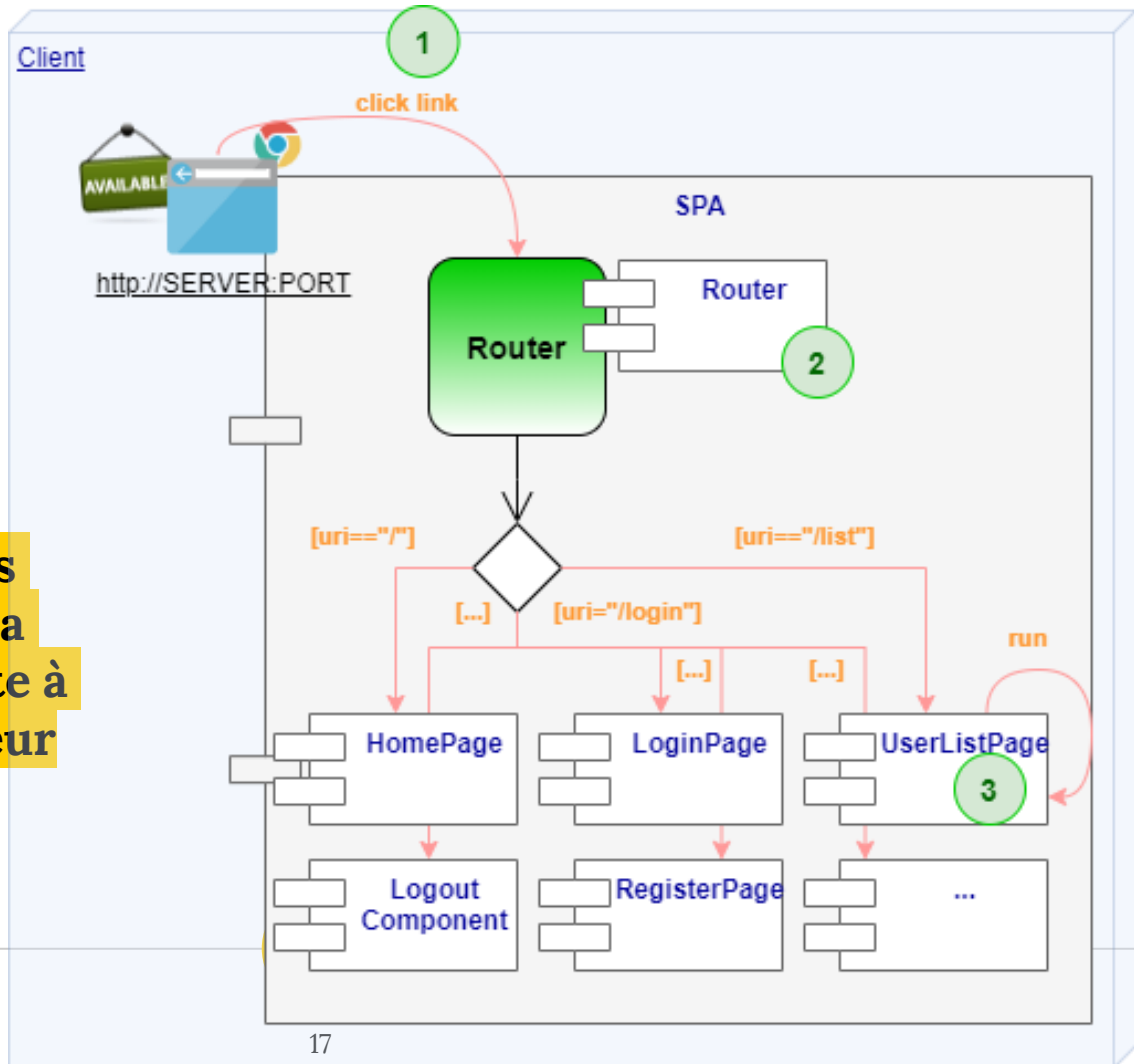 1
Client
click link
AVAILABLE
SPA
http://SERVER:PORT
Router
Router
2
[uri=="/"]
[uri=="/list"]
[...]
[uri="/login"]
[...]
[...]
run
HomePage
LoginPage
UserListPage
3
Logout
Component
RegisterPage
...
à
17